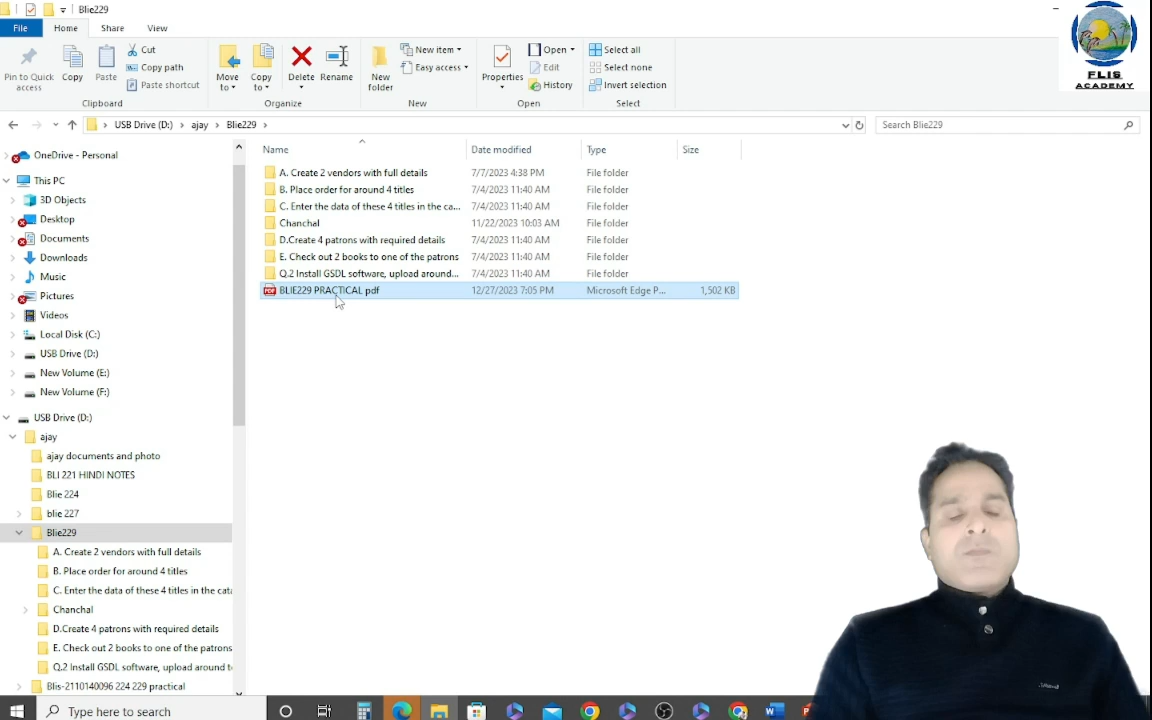 Blie229
File Home Share View
Pin to Quick access
Copy
Paste
Cut
Copy path
Paste shortcut
Clipboard
Move to
Copy to
Delete
Rename
Organize
New folder
New item
Easy access
New
Properties
Open
Edit
History
Open
Select all
Select none
Invert selection
Select
FLIS
ACADEMY
USB Drive (D:) › ajay › Blie229 ›
Search Blie229
Name Date modified Type Size
A. Create 2 vendors with full details 7/7/2023 4:38 PM File folder
B. Place order for around 4 titles 7/4/2023 11:40 AM File folder
C. Enter the data of these 4 titles in the ca... 7/4/2023 11:40 AM File folder
Chanchal 11/22/2023 10:03 AM File folder
D.Create 4 patrons with required details 7/4/2023 11:40 AM File folder
E. Check out 2 books to one of the patrons 7/4/2023 11:40 AM File folder
Q.2 Install GSDL software, upload around... 7/4/2023 11:40 AM File folder
BLIE229 PRACTICAL pdf 12/27/2023 7:05 PM Microsoft Edge P... 1,502 KB
OneDrive - Personal
This PC
3D Objects
Desktop
Documents
Downloads
Music
Pictures
Videos
Local Disk (C:)
USB Drive (D:)
New Volume (E:)
New Volume (F:)
USB Drive (D:)
ajay
ajay documents and photo
BLI 221 HINDI NOTES
Blie 224
blie 227
Blie229
A. Create 2 vendors with full details
B. Place order for around 4 titles
C. Enter the data of these 4 titles in the cata
Chanchal
D.Create 4 patrons with required details
E. Check out 2 books to one of the patrons
Q.2 Install GSDL software, upload around t
Blis-2110140096 224 229 practical
Type here to search